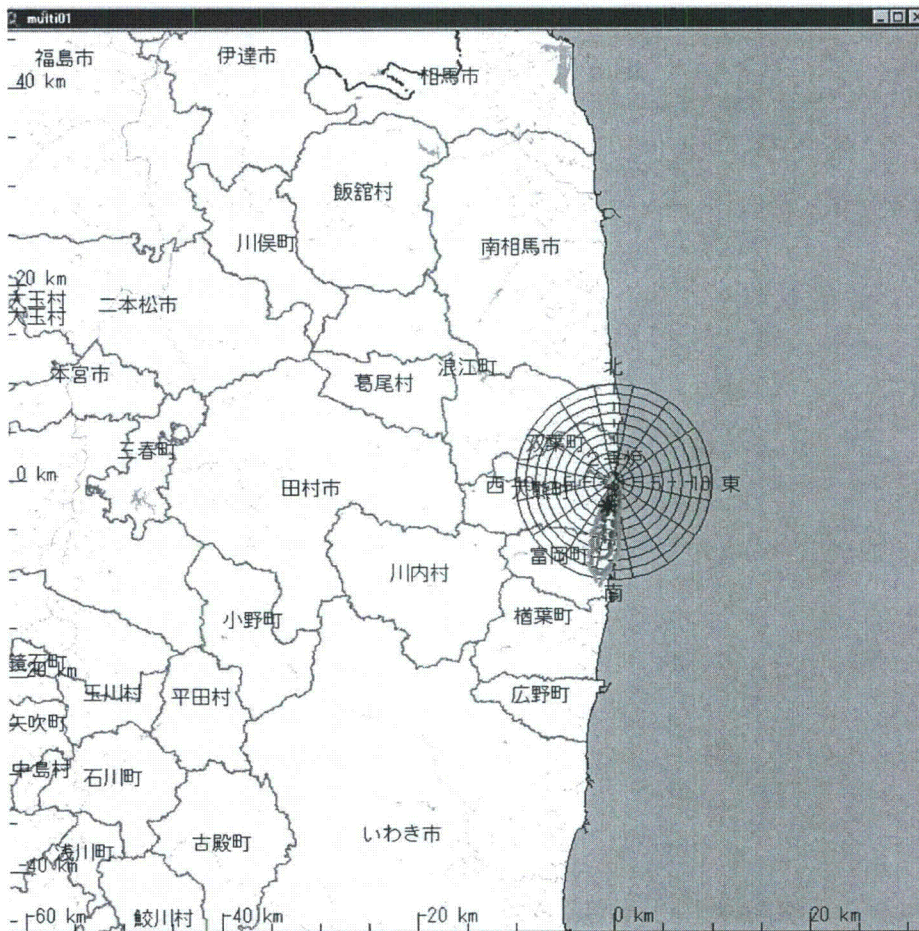 multi01
福島市
伊達市
相馬市
40 km
飯舘村
川俣町
南相馬市
20 km
大玉村
二本松市
大玉村
本宮市
葛尾村
浪江町
北
三春町
双葉町
0 km
田村市
西
東
川内村
富岡町
南
小野町
楢葉町
鏡石町
-20 km
玉川村
平田村
広野町
矢吹町
中島村
石川町
いわき市
古殿町
浅川町
-40 km
鮫川村
-60 km
-40 km
-20 km
0 km
20 km